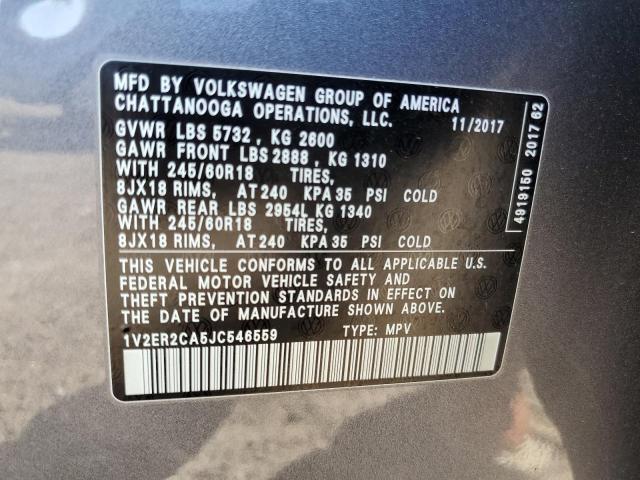 MFD BY VOLKSWAGEN GROUP OF AMERICA
CHATTANOOGA OPERATIONS, LLC. 11/2017
GVWR LBS 5732 , KG 2600
GAWR FRONT LBS 2888 , KG 1310
WITH 245/60R18 TIRES,
8JX18 RIMS, AT 240 KPA 35 PSI COLD
GAWR REAR LBS 2954L KG 1340
WITH 245/60R18 TIRES,
8JX18 RIMS, AT 240 KPA 35 PSI COLD
THIS VEHICLE CONFORMS TO ALL APPLICABLE U.S.
FEDERAL MOTOR VEHICLE SAFETY AND
THEFT PREVENTION STANDARDS IN EFFECT ON
THE DATE OF MANUFACTURE SHOWN ABOVE.
1V2ER2CA5JC546559 TYPE: MPV
4919150 2017 62